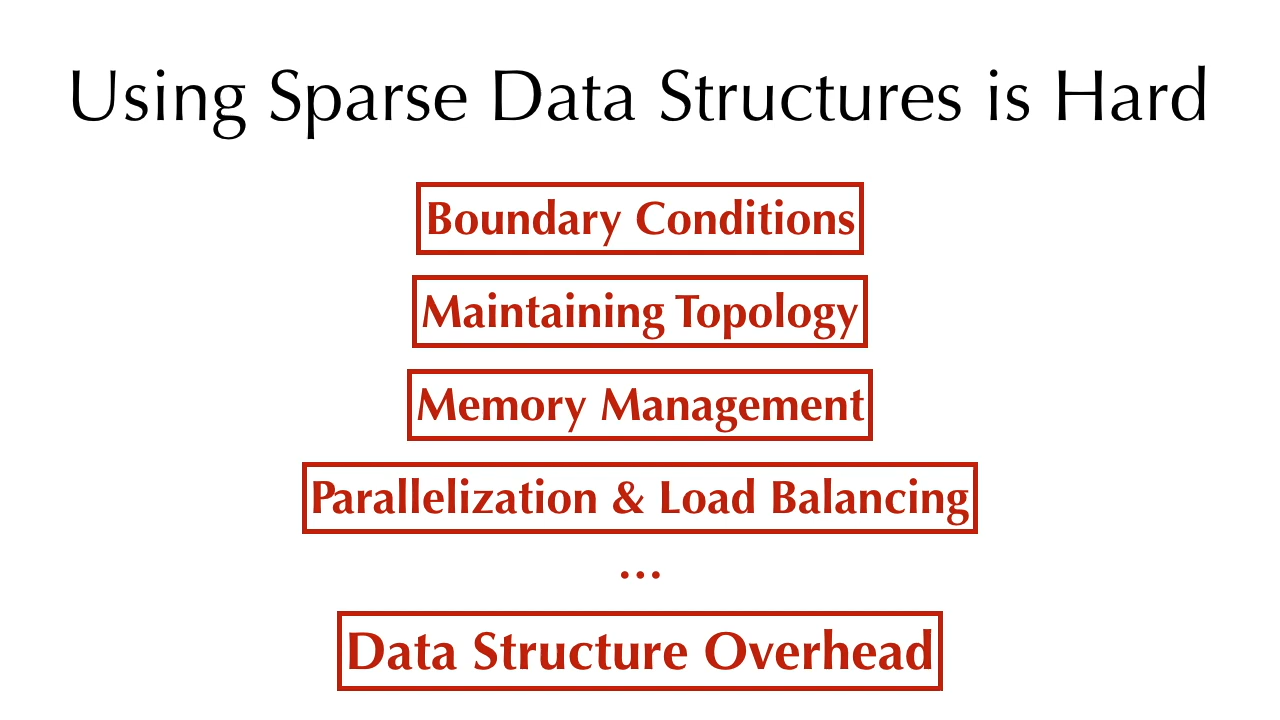 Using Sparse Data Structures is Hard
Boundary Conditions
Maintaining Topology
Memory Management
Parallelization & Load Balancing
...
Data Structure Overhead